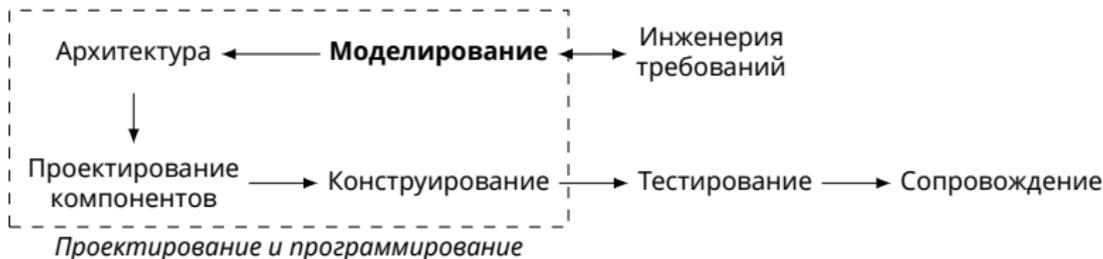 Архитектура
Моделирование
Инженерия
требований
Проектирование
компонентов
Конструирование
Тестирование
Сопровождение
Проектирование и программирование